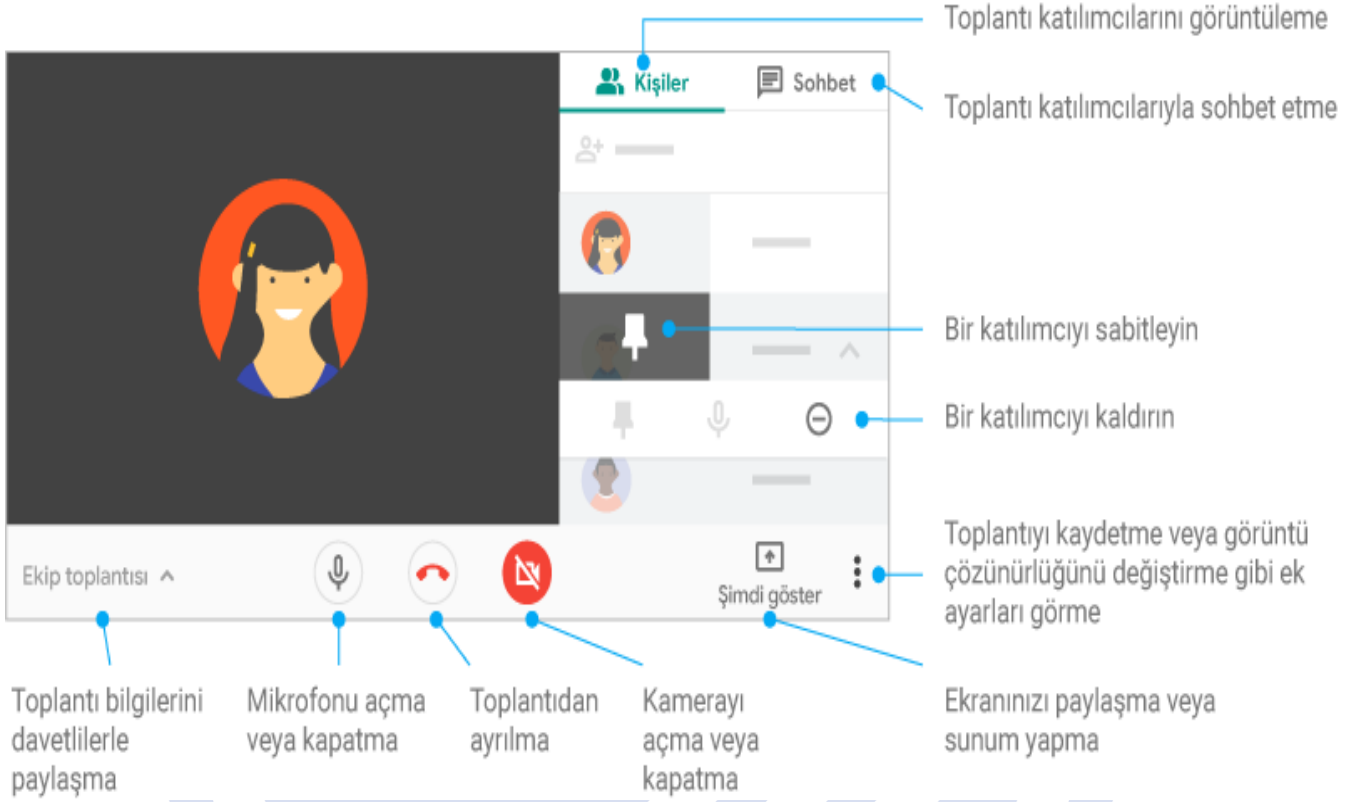 Toplantı katılımcılarını görüntüleme
Kişiler
Sohbet
Toplantı katılımcılarıyla sohbet etme
Bir katılımcıyı sabitleyin
Bir katılımcıyı kaldırın
Toplantıyı kaydetme veya görüntü
çözünürlüğünü değiştirme gibi ek
ayarları görme
Ekip toplantısı
Şimdi göster
Toplantı bilgilerini
davetlilerle
paylaşma
Mikrofonu açma
veya kapatma
Toplantıdan
ayrılma
Kamerayı
açma veya
kapatma
Ekranınızı paylaşma veya
sunum yapma